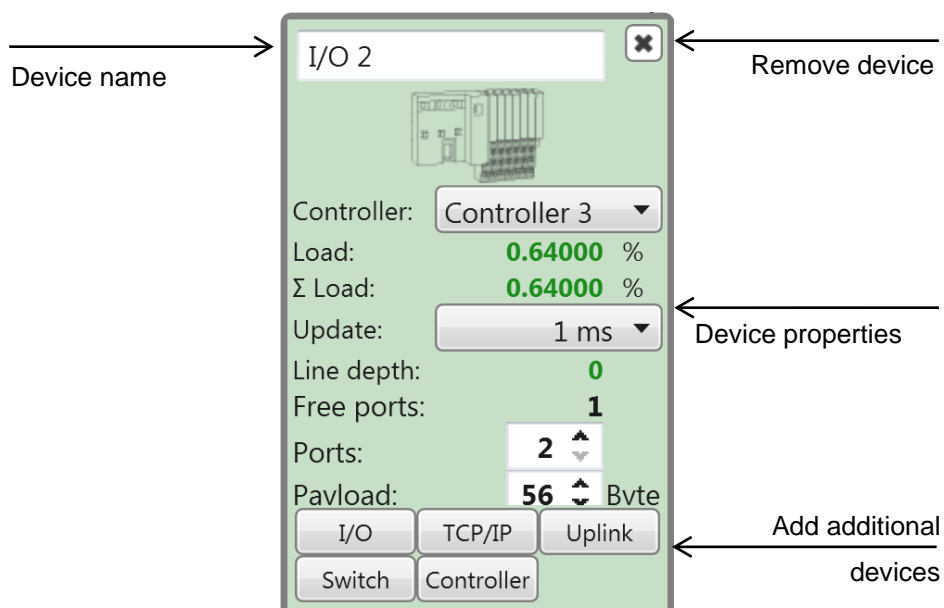 I/O 2
Device name
Remove device
Controller: Controller 3
Load: 0.64000 %
Σ Load: 0.64000 %
Update: 1 ms
Device properties
Line depth: 0
Free ports: 1
Ports: 2
Payload: 56 Byte
I/O TCP/IP Uplink
Add additional
devices
Switch Controller